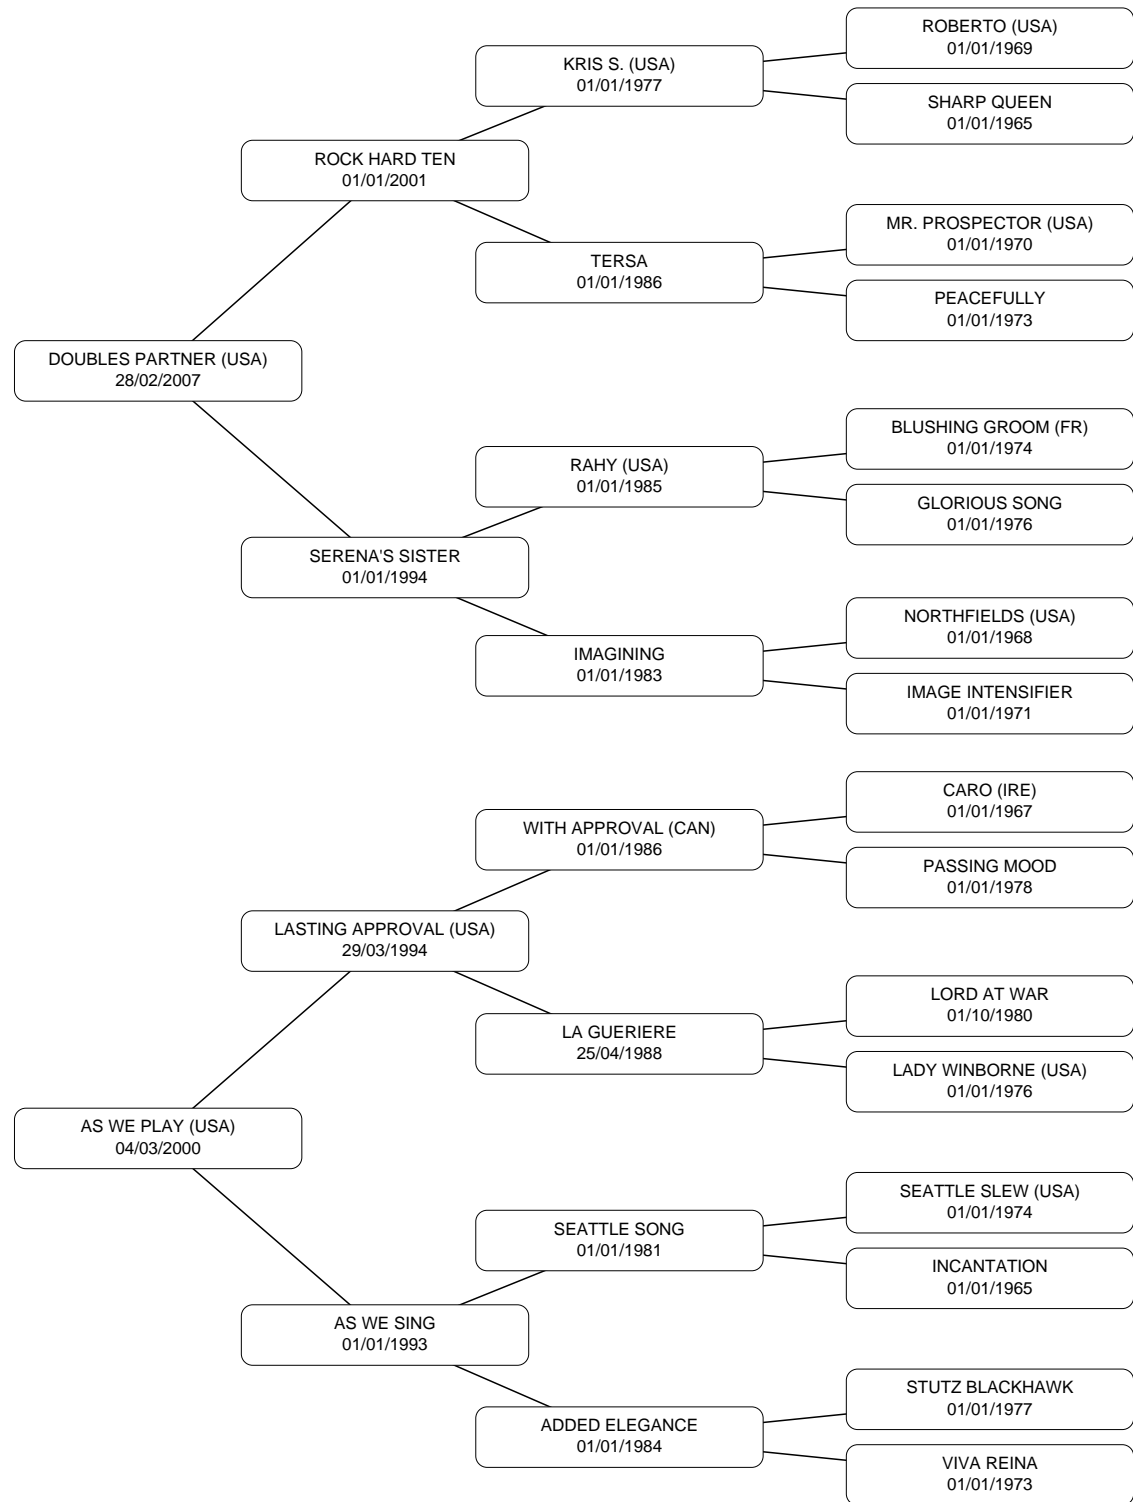 ROBERTO (USA)
01/01/1969
KRIS S. (USA)
01/01/1977
SHARP QUEEN
01/01/1965
ROCK HARD TEN
01/01/2001
MR. PROSPECTOR (USA)
01/01/1970
TERSA
01/01/1986
PEACEFULLY
01/01/1973
DOUBLES PARTNER (USA)
28/02/2007
BLUSHING GROOM (FR)
01/01/1974
RAHY (USA)
01/01/1985
GLORIOUS SONG
01/01/1976
SERENA'S SISTER
01/01/1994
NORTHFIELDS (USA)
01/01/1968
IMAGINING
01/01/1983
IMAGE INTENSIFIER
01/01/1971
CARO (IRE)
01/01/1967
WITH APPROVAL (CAN)
01/01/1986
PASSING MOOD
01/01/1978
LASTING APPROVAL (USA)
29/03/1994
LORD AT WAR
01/10/1980
LA GUERIERE
25/04/1988
LADY WINBORNE (USA)
01/01/1976
AS WE PLAY (USA)
04/03/2000
SEATTLE SLEW (USA)
01/01/1974
SEATTLE SONG
01/01/1981
INCANTATION
01/01/1965
AS WE SING
01/01/1993
STUTZ BLACKHAWK
01/01/1977
ADDED ELEGANCE
01/01/1984
VIVA REINA
01/01/1973